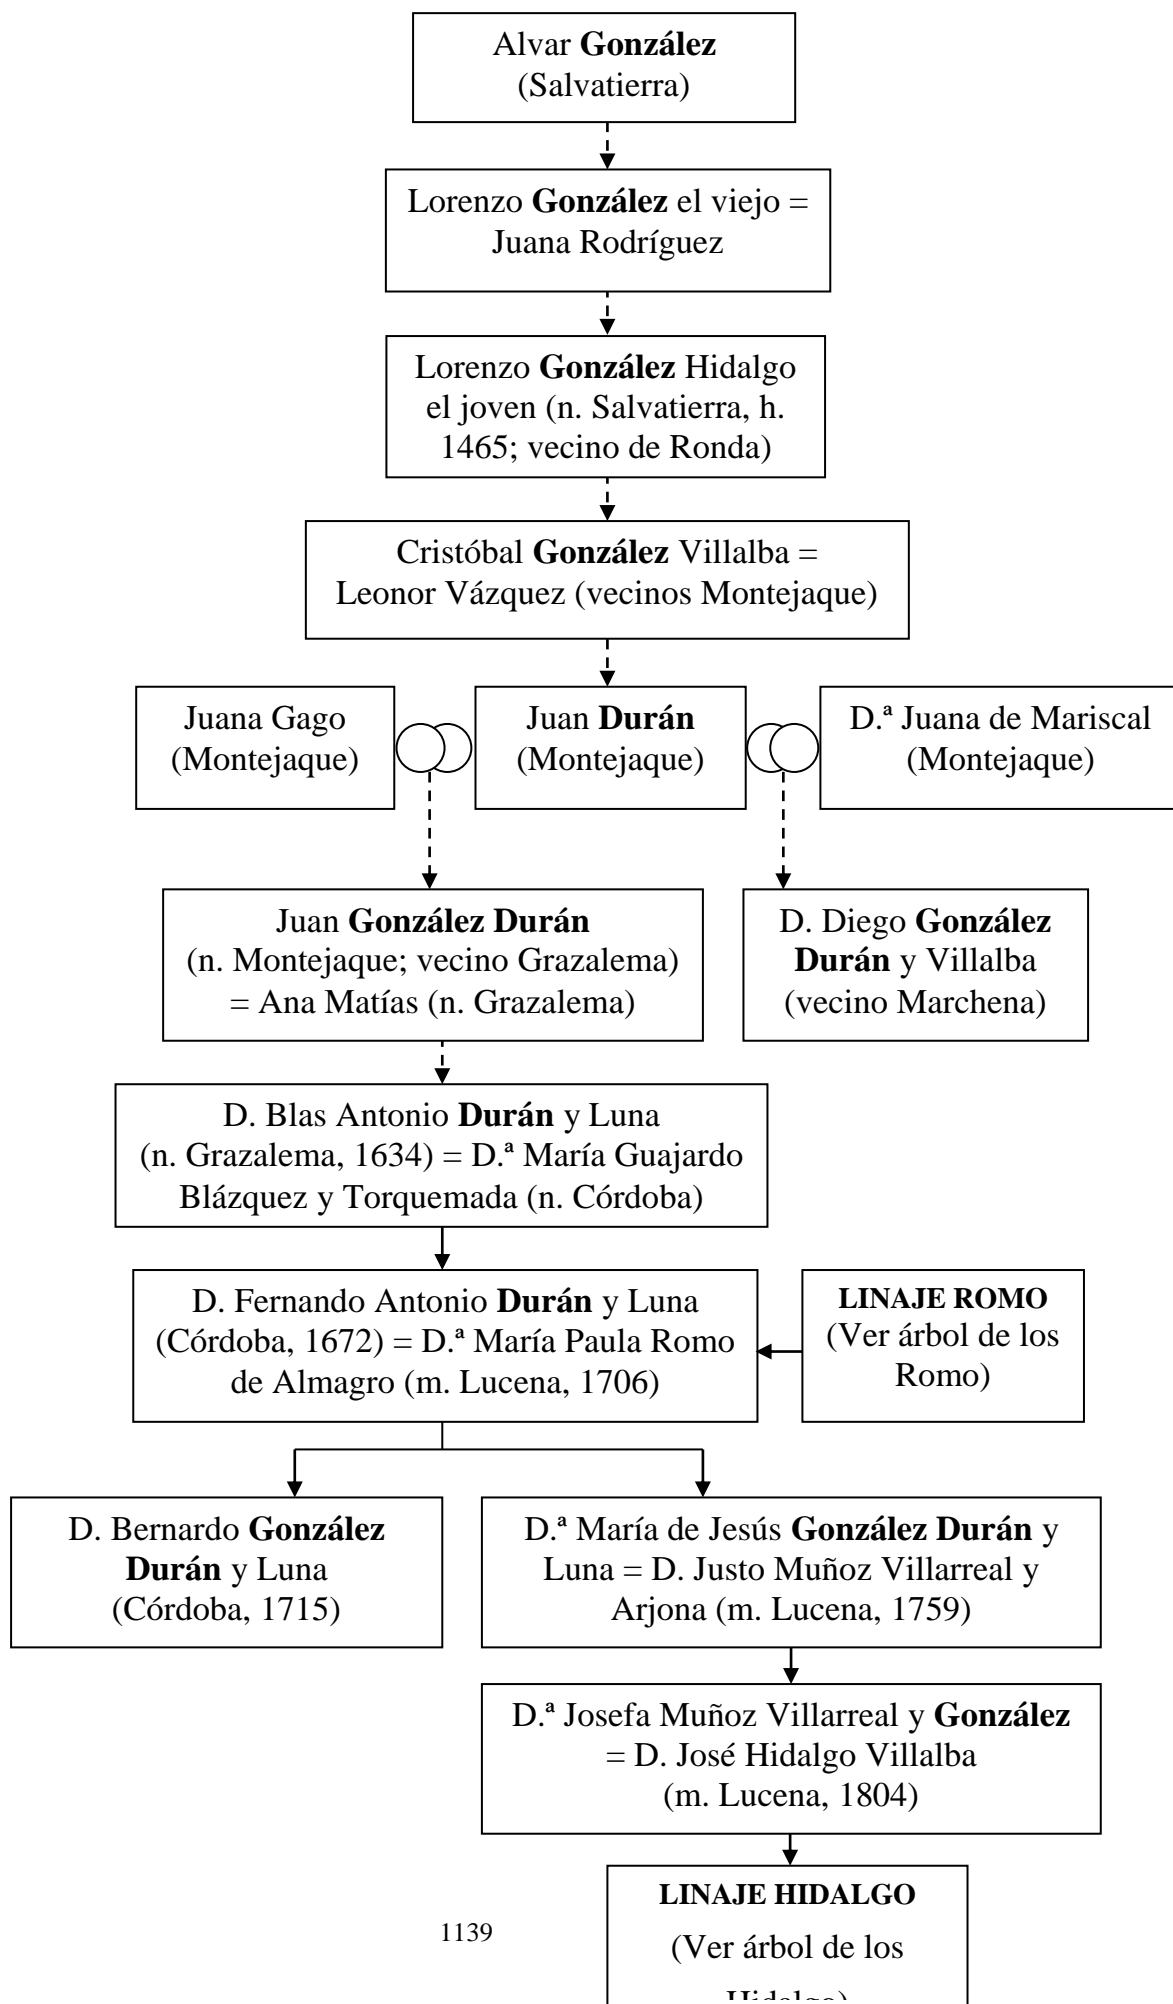 Alvar González
(Salvatierra)
Lorenzo González el viejo =
Juana Rodríguez
Lorenzo González Hidalgo
el joven (n. Salvatierra, h.
1465; vecino de Ronda)
Cristóbal González Villalba =
Leonor Vázquez (vecinos Montejaque)
Juana Gago
(Montejaque)
Juan Durán
(Montejaque)
D.ª Juana de Mariscal
(Montejaque)
Juan González Durán
(n. Montejaque; vecino Grazalema)
= Ana Matías (n. Grazalema)
D. Diego González
Durán y Villalba
(vecino Marchena)
D. Blas Antonio Durán y Luna
(n. Grazalema, 1634) = D.ª María Guajardo
Blázquez y Torquemada (n. Córdoba)
D. Fernando Antonio Durán y Luna
(Córdoba, 1672) = D.ª María Paula Romo
de Almagro (m. Lucena, 1706)
LINAJE ROMO
(Ver árbol de los
Romo)
D. Bernardo González
Durán y Luna
(Córdoba, 1715)
D.ª María de Jesús González Durán y
Luna = D. Justo Muñoz Villarreal y
Arjona (m. Lucena, 1759)
D.ª Josefa Muñoz Villarreal y González
= D. José Hidalgo Villalba
(m. Lucena, 1804)
LINAJE HIDALGO
(Ver árbol de los
Hidalgo)
1139